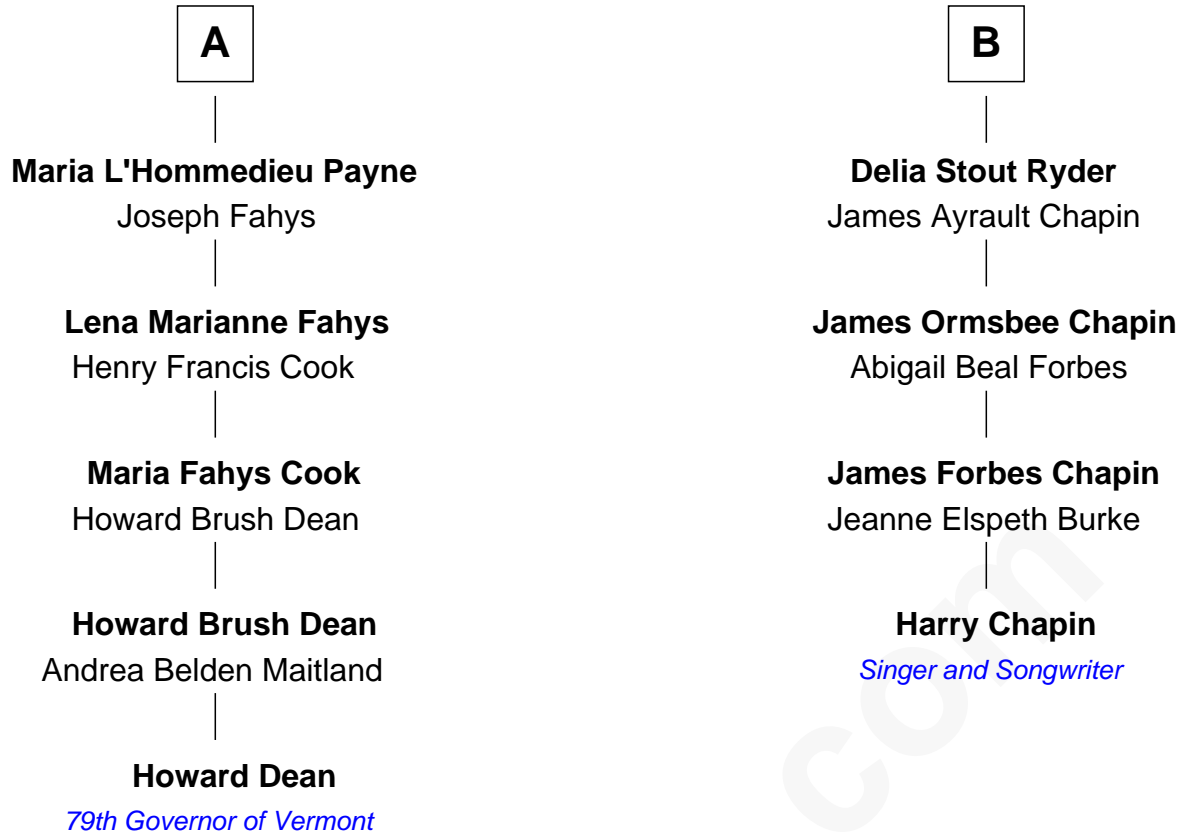 A
Maria L'Hommedieu Payne
Joseph Fahys
Lena Marianne Fahys
Henry Francis Cook
Maria Fahys Cook
Howard Brush Dean
Howard Brush Dean
Andrea Belden Maitland
Howard Dean
79th Governor of Vermont
B
Delia Stout Ryder
James Ayrault Chapin
James Ormsbee Chapin
Abigail Beal Forbes
James Forbes Chapin
Jeanne Elspeth Burke
Harry Chapin
Singer and Songwriter
com